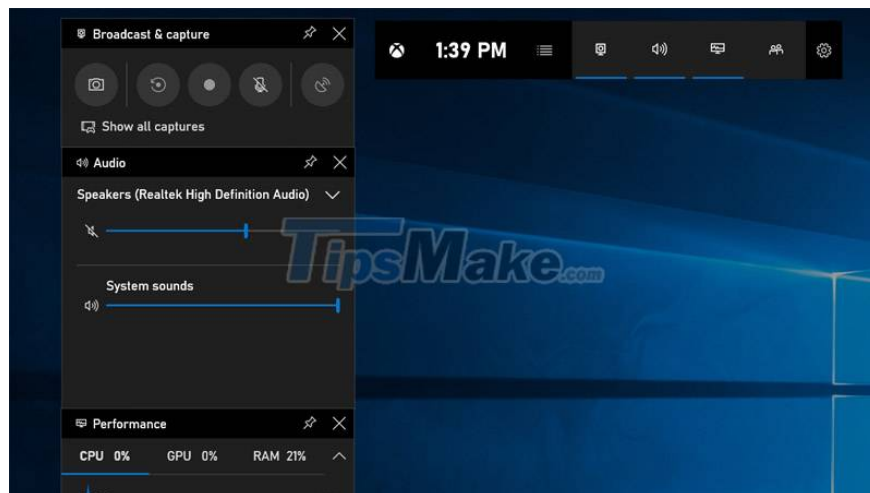 Broadcast & capture
1:39 PM
Show all captures
Audio
Speakers (Realtek High Definition Audio)
TipsMake.com
System sounds
Performance
CPU 0% GPU 0% RAM 21%